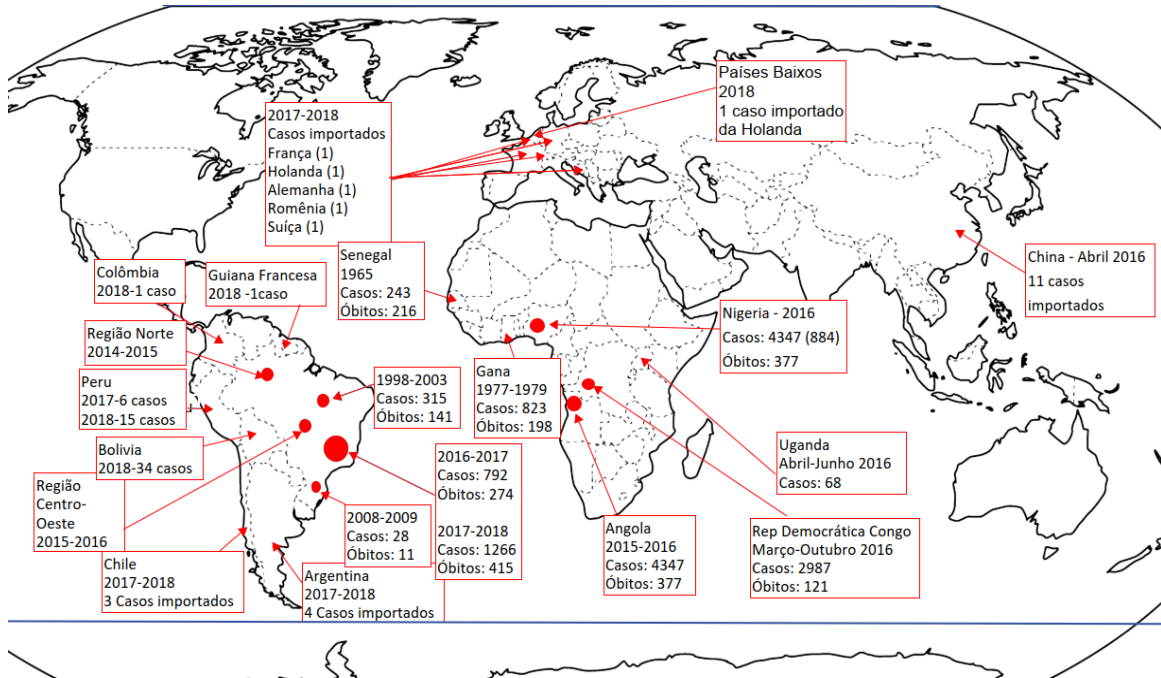 Países Baixos
2018
1 caso importado
da Holanda
2017-2018
Casos importados
França (1)
Holanda (1)
Alemanha (1)
Romênia (1)
Suíça (1)
Senegal
1965
Casos: 243
Óbitos: 216
China - Abril 2016
11 casos
importados
Colômbia
2018-1 caso
Guiana Francesa
2018 -1caso
Região Norte
2014-2015
Nigeria - 2016
Casos: 4347 (884)
Óbitos: 377
Peru
2017-6 casos
2018-15 casos
1998-2003
Casos: 315
Óbitos: 141
Gana
1977-1979
Casos: 823
Óbitos: 198
Bolivia
2018-34 casos
Uganda
Abril-Junho 2016
Casos: 68
2016-2017
Casos: 792
Óbitos: 274
2017-2018
Casos: 1266
Óbitos: 415
Região
Centro-
Oeste
2015-2016
2008-2009
Casos: 28
Óbitos: 11
Angola
2015-2016
Casos: 4347
Óbitos: 377
Rep Democrática Congo
Março-Outubro 2016
Casos: 2987
Óbitos: 121
Chile
2017-2018
3 Casos importados
Argentina
2017-2018
4 Casos importados